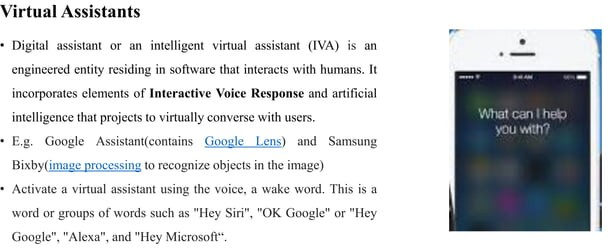 Virtual Assistants
• Digital assistant or an intelligent virtual assistant (IVA) is an
engineered entity residing in software that interacts with humans. It
incorporates elements of Interactive Voice Response and artificial
intelligence that projects to virtually converse with users.
• E.g. Google Assistant(contains Google Lens) and Samsung
Bixby(image processing to recognize objects in the image)
• Activate a virtual assistant using the voice, a wake word. This is a
word or groups of words such as "Hey Siri", "OK Google" or "Hey
Google", "Alexa", and "Hey Microsoft“.
9:41 AM
What can I help
you with?